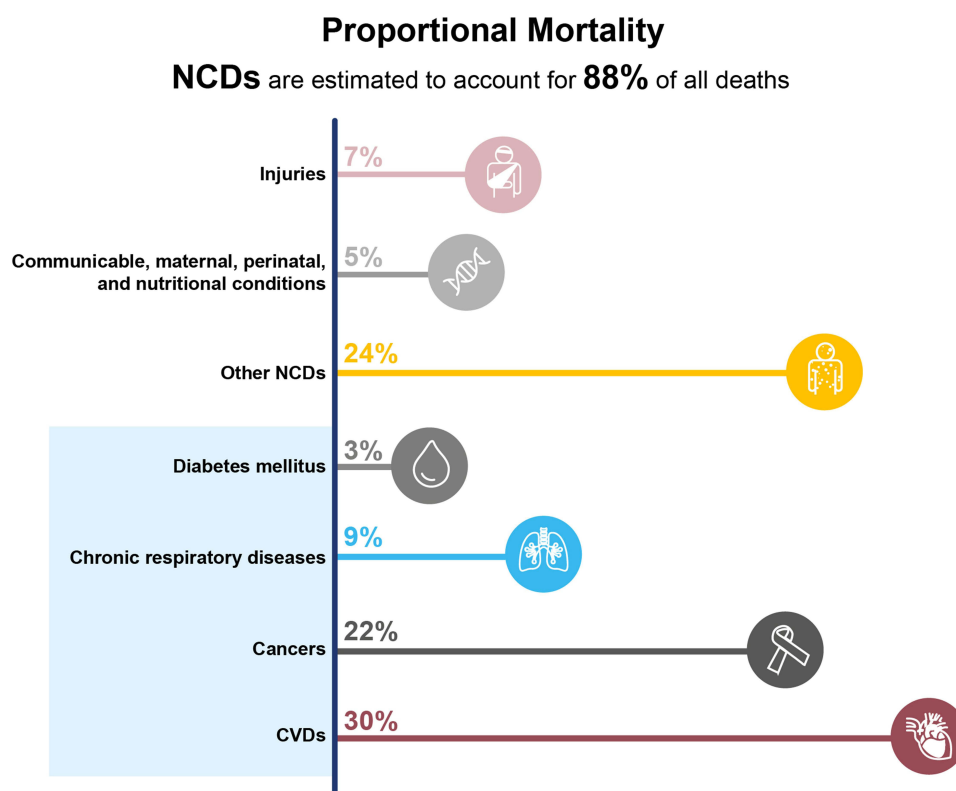 Proportional Mortality
NCDs are estimated to account for 88% of all deaths
7%
Injuries
5%
Communicable, maternal, perinatal,
and nutritional conditions
24%
Other NCDs
3%
Diabetes mellitus
9%
Chronic respiratory diseases
22%
Cancers
30%
CVDs